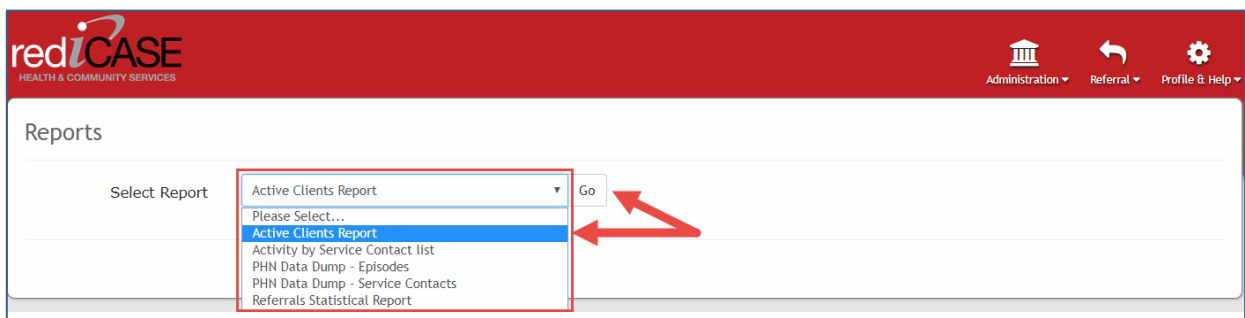 rediCASE
HEALTH & COMMUNITY SERVICES
Administration Referral Profile & Help
Reports
Select Report Active Clients Report Go
Please Select...
Active Clients Report
Activity by Service Contact list
PHN Data Dump - Episodes
PHN Data Dump - Service Contacts
Referrals Statistical Report